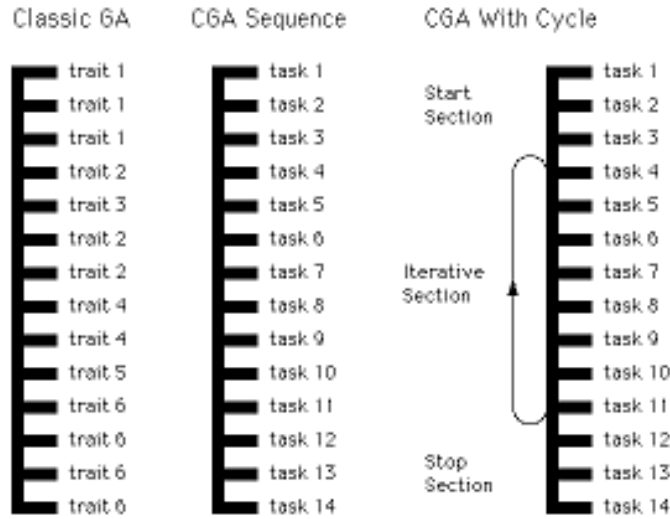 Classic GA
trait 1
trait 1
trait 1
trait 2
trait 3
trait 2
trait 2
trait 4
trait 4
trait 5
trait 6
trait 6
trait 6
trait 6
CGA Sequence
task 1
task 2
task 3
task 4
task 5
task 6
task 7
task 8
task 9
task 10
task 11
task 12
task 13
task 14
CGA With Cycle
Start
Section
Iterative
Section
Stop
Section
task 1
task 2
task 3
task 4
task 5
task 6
task 7
task 8
task 9
task 10
task 11
task 12
task 13
task 14